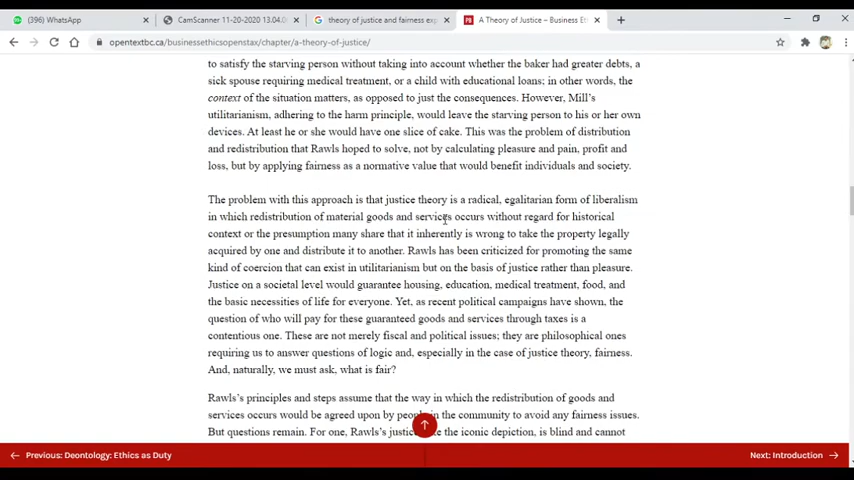 (396) WhatsApp
CamScanner 11-20-2020 13.04.0
theory of justice and fairness exp
A Theory of Justice – Business Et
opentextbc.ca/businessethicsopenstax/chapter/a-theory-of-justice/
to satisfy the starving person without taking into account whether the baker had greater debts, a
sick spouse requiring medical treatment, or a child with educational loans; in other words, the
context of the situation matters, as opposed to just the consequences. However, Mill’s
utilitarianism, adhering to the harm principle, would leave the starving person to his or her own
devices. At least he or she would have one slice of cake. This was the problem of distribution
and redistribution that Rawls hoped to solve, not by calculating pleasure and pain, profit and
loss, but by applying fairness as a normative value that would benefit individuals and society.
The problem with this approach is that justice theory is a radical, egalitarian form of liberalism
in which redistribution of material goods and services occurs without regard for historical
context or the presumption many share that it inherently is wrong to take the property legally
acquired by one and distribute it to another. Rawls has been criticized for promoting the same
kind of coercion that can exist in utilitarianism but on the basis of justice rather than pleasure.
Justice on a societal level would guarantee housing, education, medical treatment, food, and
the basic necessities of life for everyone. Yet, as recent political campaigns have shown, the
question of who will pay for these guaranteed goods and services through taxes is a
contentious one. These are not merely fiscal and political issues; they are philosophical ones
requiring us to answer questions of logic and, especially in the case of justice theory, fairness.
And, naturally, we must ask, what is fair?
Rawls’s principles and steps assume that the way in which the redistribution of goods and
services occurs would be agreed upon by people in the community to avoid any fairness issues.
But questions remain. For one, Rawls’s justice the iconic depiction, is blind and cannot
← Previous: Deontology: Ethics as Duty
Next: Introduction →